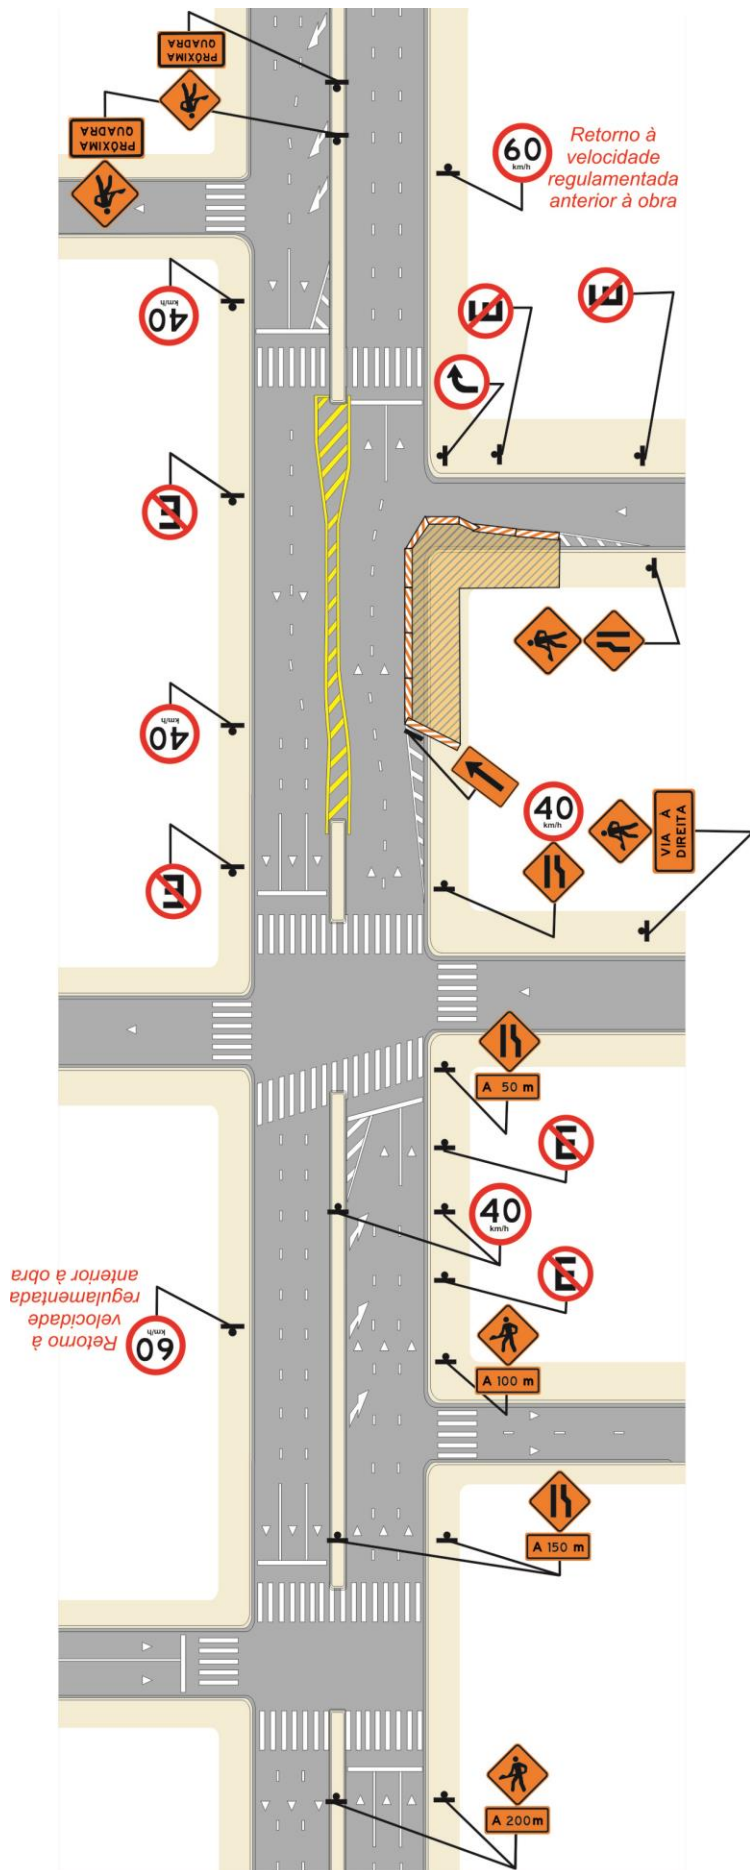 PRÓXIMA
QUADRA
PRÓXIMA
QUADRA
60
km/h
Retorno à
velocidade
regulamentada
anterior à obra
40
km/h
E
E
E
40
km/h
E
40
km/h
VIA À
DIREITA
A 50 m
E
40
km/h
E
Retorno à
velocidade
regulamentada
anterior à obra
60
km/h
A 100 m
A 150 m
A 200 m